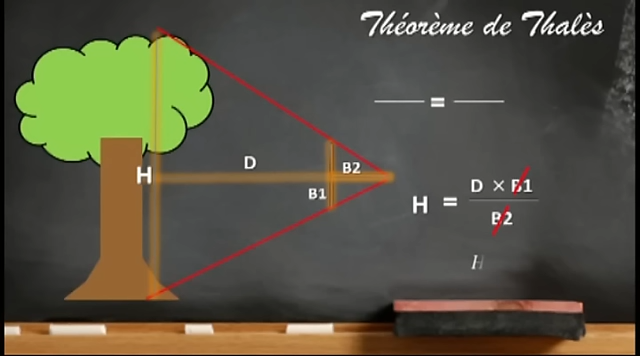 Théorème de Thalès
=
D
H
B2
B1
H = D × B1
B2
H